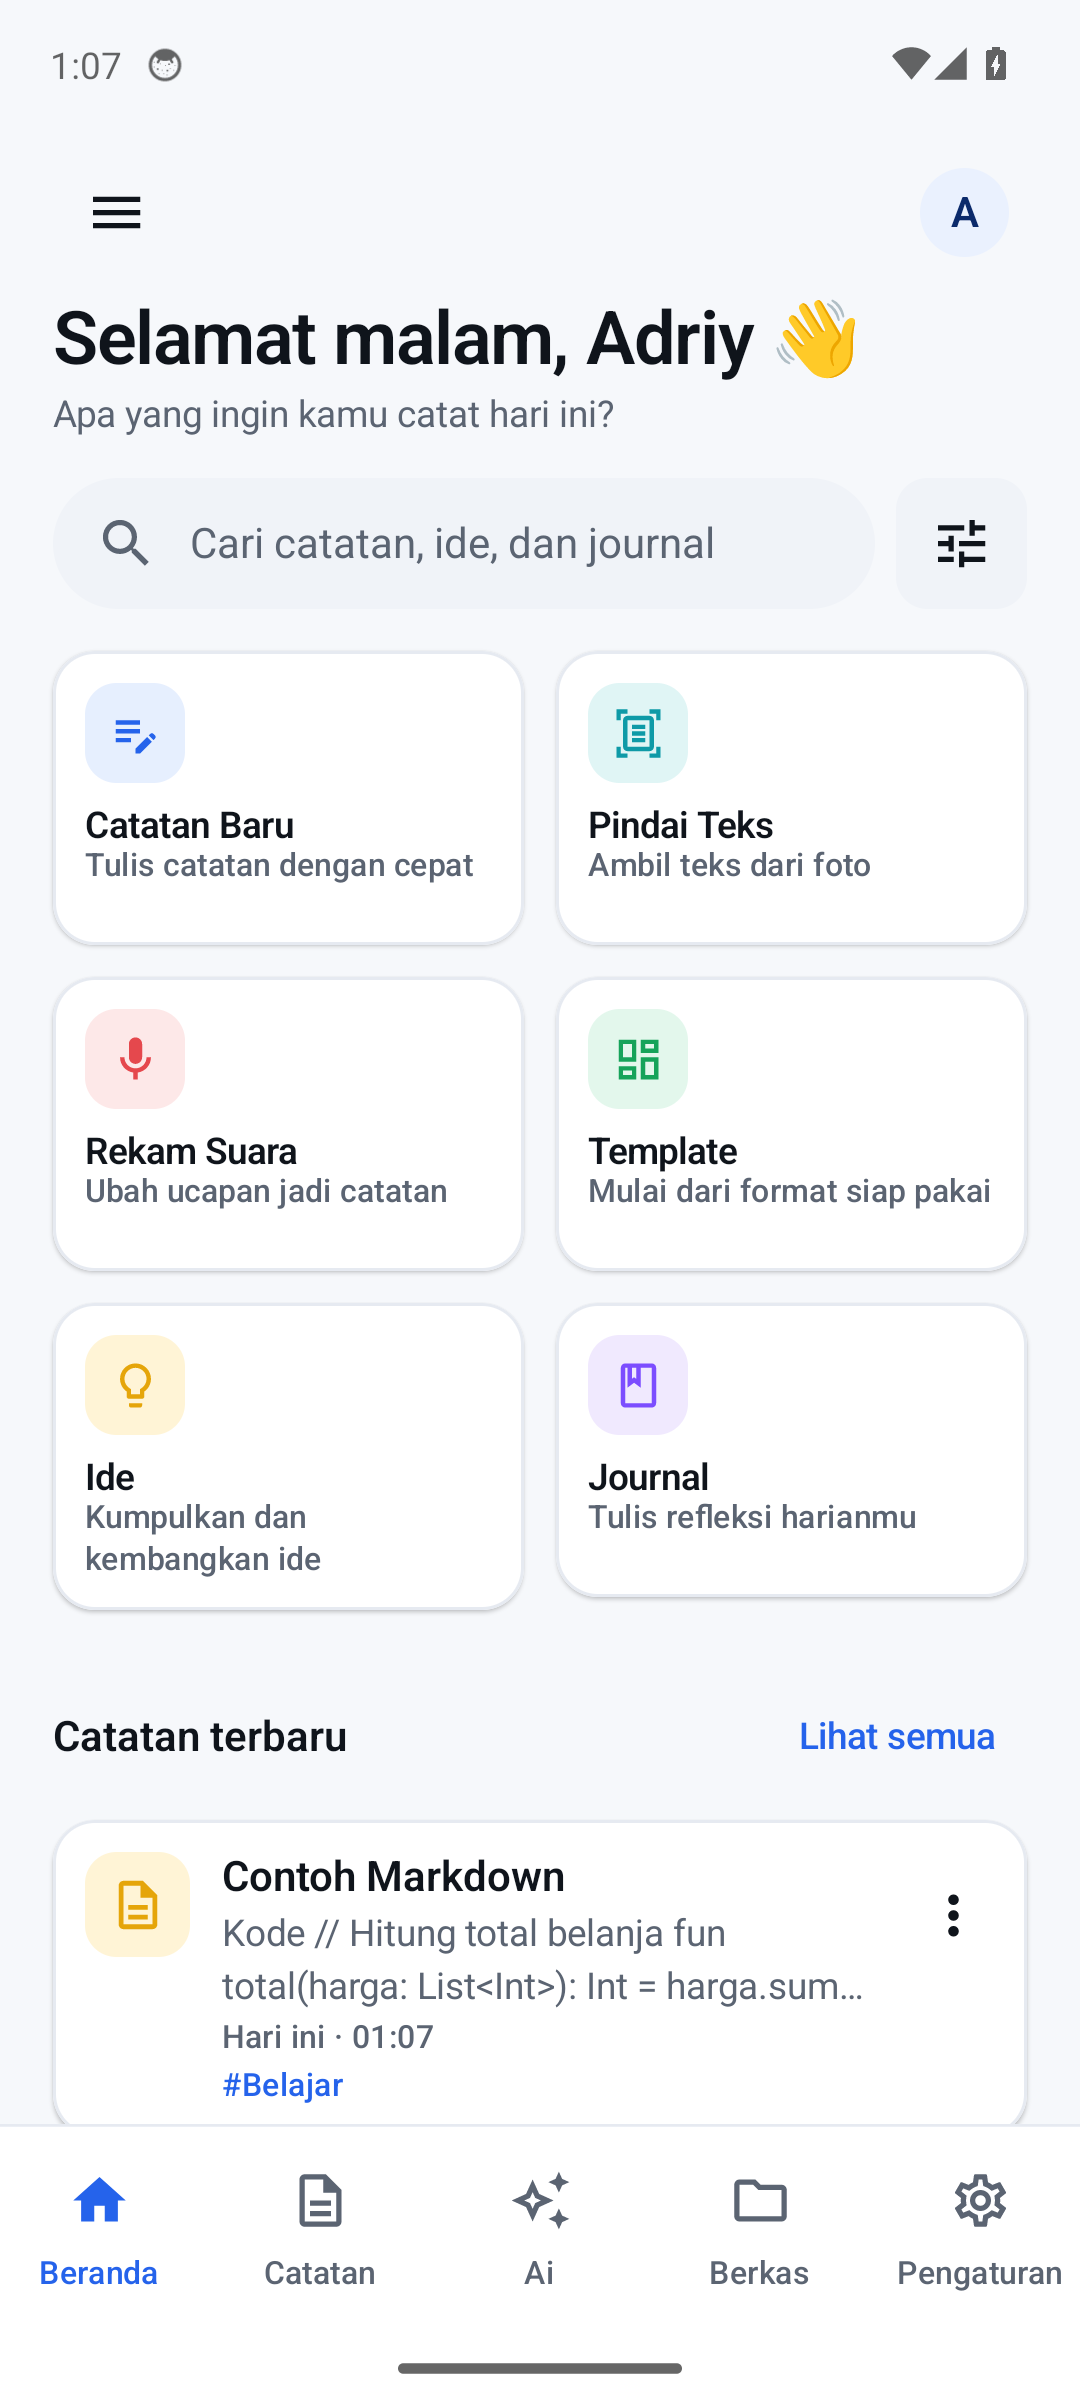 1:07
A
Selamat malam, Adriy 👋
Apa yang ingin kamu catat hari ini?
Cari catatan, ide, dan journal
Catatan Baru
Tulis catatan dengan cepat
Pindai Teks
Ambil teks dari foto
Rekam Suara
Ubah ucapan jadi catatan
Template
Mulai dari format siap pakai
Ide
Kumpulkan dan
kembangkan ide
Journal
Tulis refleksi harianmu
Catatan terbaru
Lihat semua
Contoh Markdown
Kode // Hitung total belanja fun
total(harga: List<Int>): Int = harga.sum...
Hari ini · 01:07
#Belajar
Beranda
Catatan
Ai
Berkas
Pengaturan